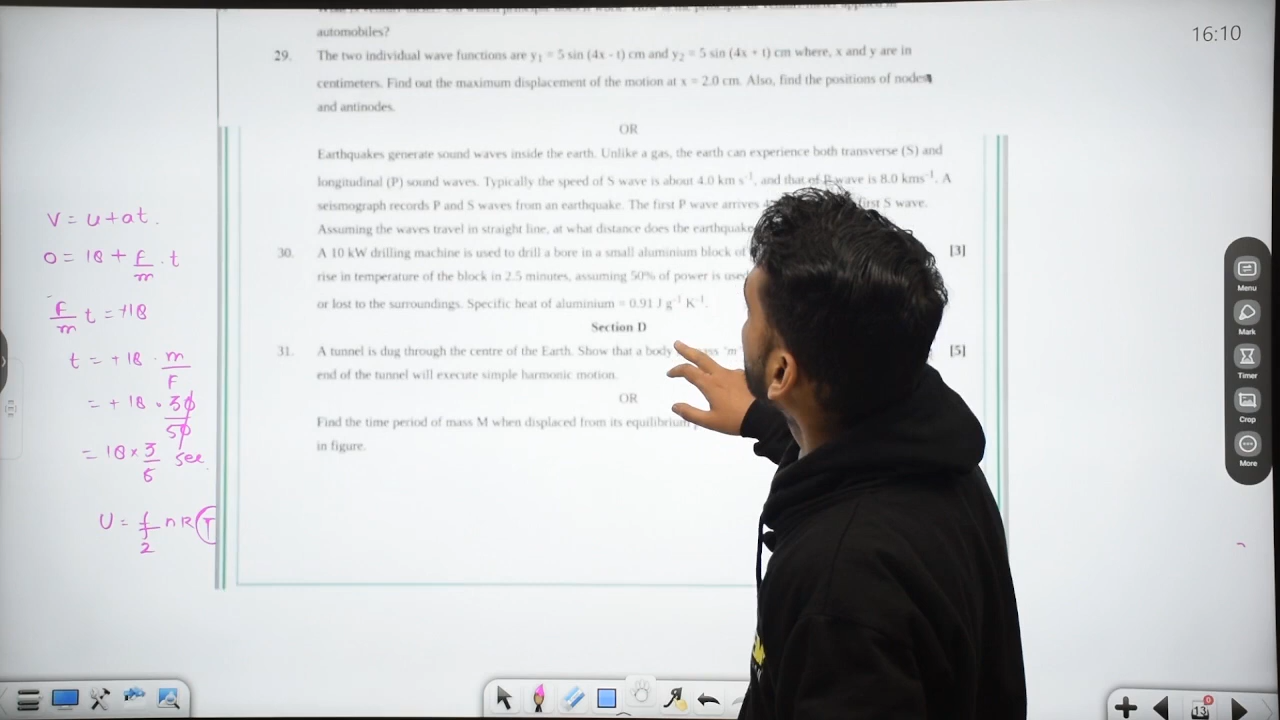 16:10
automobiles?
29. The two individual wave functions are y₁ = 5 sin (4x - t) cm and y₂ = 5 sin (4x + t) cm where, x and y are in
centimeters. Find out the maximum displacement of the motion at x = 2.0 cm. Also, find the positions of nodes
and antinodes.
OR
Earthquakes generate sound waves inside the earth. Unlike a gas, the earth can experience both transverse (S) and
longitudinal (P) sound waves. Typically the speed of S wave is about 4.0 km s⁻¹, and that of P wave is 8.0 kms⁻¹. A
seismograph records P and S waves from an earthquake. The first P wave arrives first S wave.
Assuming the waves travel in straight line, at what distance does the earthquake
30. A 10 kW drilling machine is used to drill a bore in a small aluminium block of [3]
rise in temperature of the block in 2.5 minutes, assuming 50% of power is used
or lost to the surroundings. Specific heat of aluminium = 0.91 J g⁻¹ K⁻¹.
Section D
31. A tunnel is dug through the centre of the Earth. Show that a body "m" [5]
end of the tunnel will execute simple harmonic motion.
OR
Find the time period of mass M when displaced from its equilibrium
in figure.
V = u + at.
0 = 18 + F/m . t
F/m t = +18
t = +18 . m/F
= + 18 . 30/50
= 18 × 3/5 sec.
U = f/2 n R T
Menu
Mark
Timer
Crop
More
13